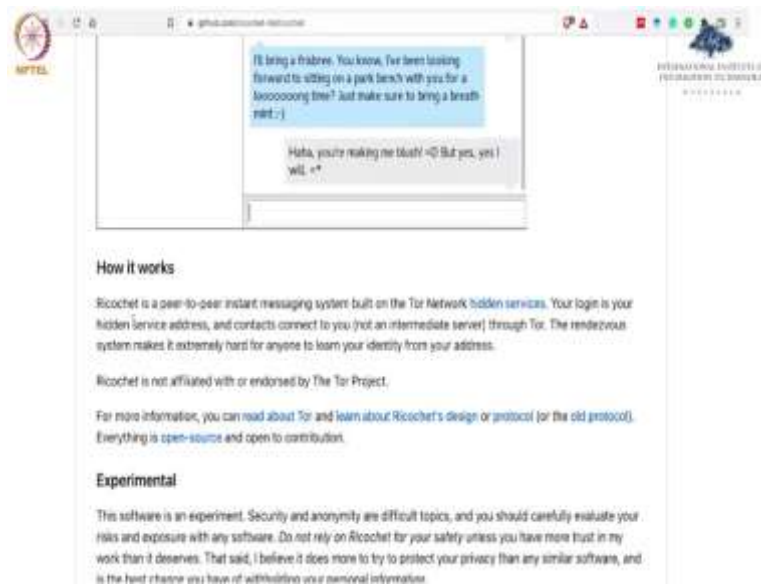 NPTEL
INTERNATIONAL INSTITUTE OF
INFORMATION TECHNOLOGY
HYDERABAD
I'll bring a frisbree. You know, I've been looking
forward to sitting on a park bench with you for a
time? Just make sure to bring a breath
mint :-)
Haha, you're making me blush! =D But yes, yes I
will. =*
How it works
Ricochet is a peer-to-peer instant messaging system built on the Tor Network hidden services. Your login is your
hidden service address, and contacts connect to you (not an intermediate server) through Tor. The rendezvous
system makes it extremely hard for anyone to learn your identity from your address.
Ricochet is not affiliated with or endorsed by The Tor Project.
For more information, you can read about Tor and learn about Ricochet's design or protocol (or the old protocol).
Everything is open-source and open to contribution.
Experimental
This software is an experiment. Security and anonymity are difficult topics, and you should carefully evaluate your
risks and exposure with any software. Do not rely on Ricochet for your safety unless you have more trust in my
work than it deserves. That said, I believe it does more to try to protect your privacy than any similar software, and
is the best chance you have of withholding your personal information.